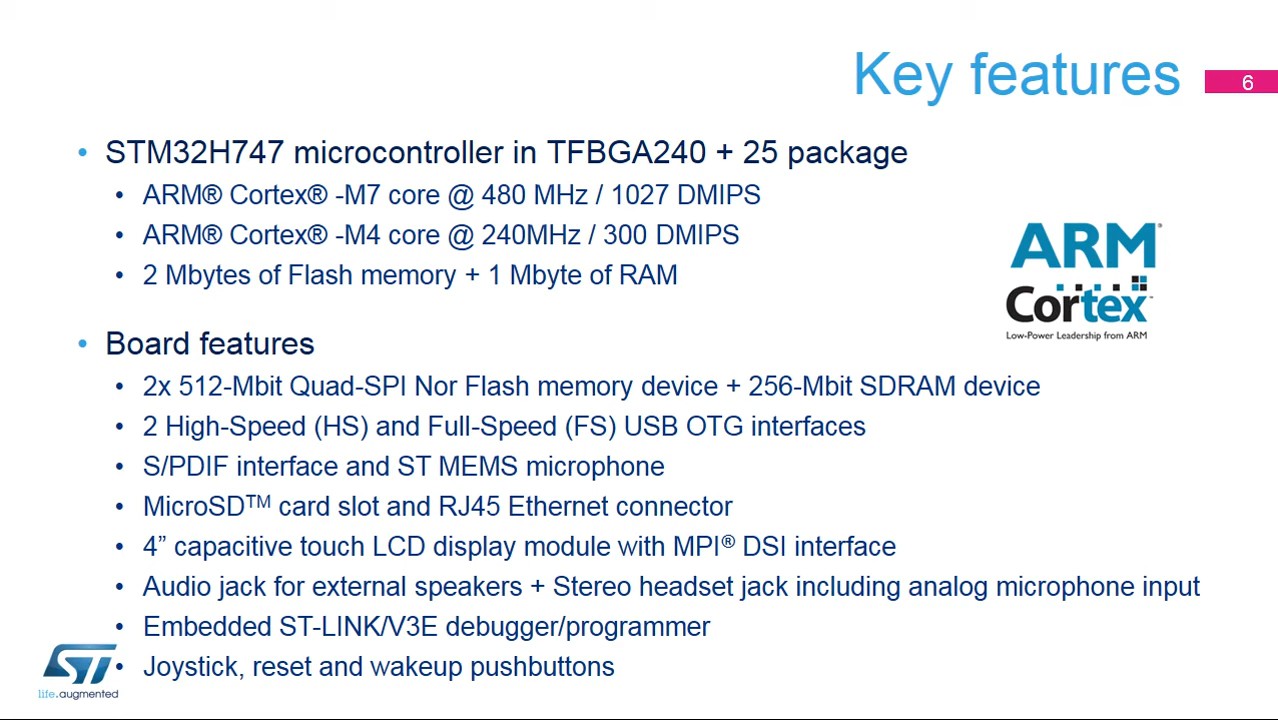 Key features
6
• STM32H747 microcontroller in TFBGA240 + 25 package
• ARM® Cortex® -M7 core @ 480 MHz / 1027 DMIPS
• ARM® Cortex® -M4 core @ 240MHz / 300 DMIPS
• 2 Mbytes of Flash memory + 1 Mbyte of RAM
ARM®
Cortex™
Low-Power Leadership from ARM
• Board features
• 2x 512-Mbit Quad-SPI Nor Flash memory device + 256-Mbit SDRAM device
• 2 High-Speed (HS) and Full-Speed (FS) USB OTG interfaces
• S/PDIF interface and ST MEMS microphone
• MicroSD™ card slot and RJ45 Ethernet connector
• 4” capacitive touch LCD display module with MPI® DSI interface
• Audio jack for external speakers + Stereo headset jack including analog microphone input
• Embedded ST-LINK/V3E debugger/programmer
• Joystick, reset and wakeup pushbuttons
ST
life.augmented